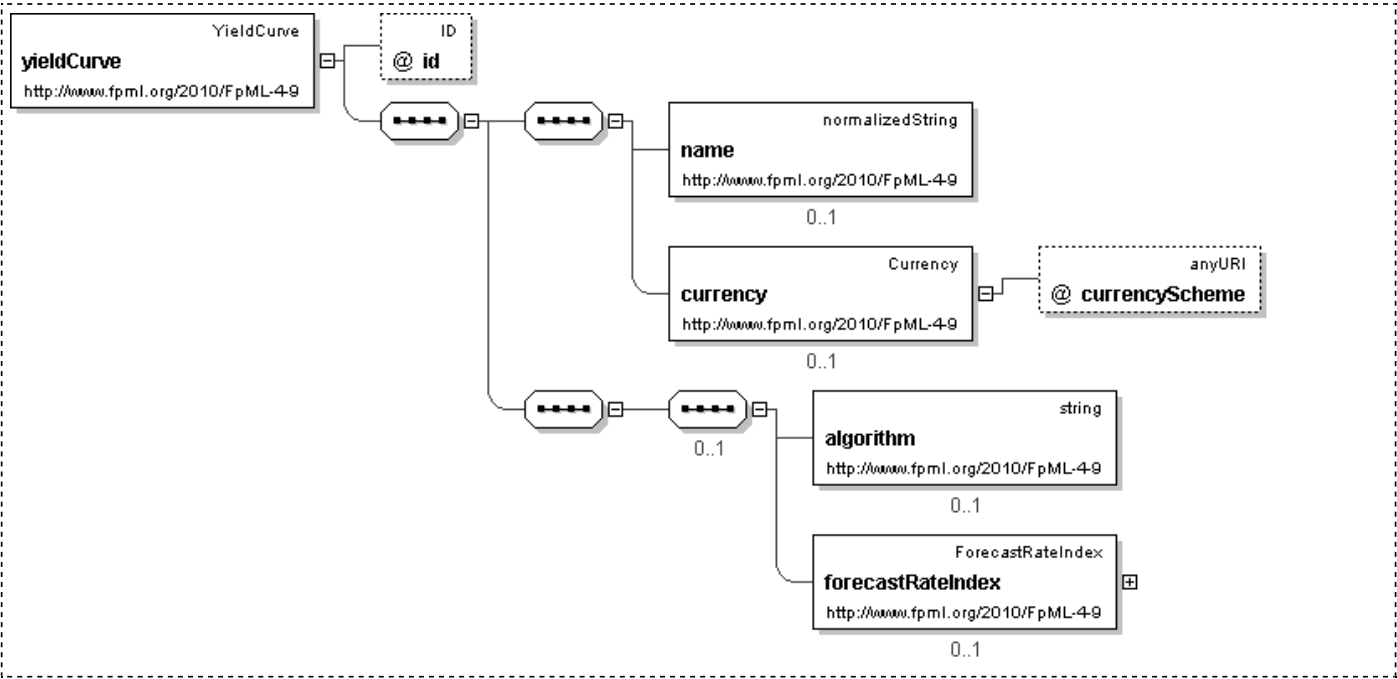 YieldCurve
yieldCurve
http://www.fpml.org/2010/FpML-4-9
ID
@ id
normalizedString
name
http://www.fpml.org/2010/FpML-4-9
0..1
Currency
currency
http://www.fpml.org/2010/FpML-4-9
0..1
anyURI
@ currencyScheme
0..1
string
algorithm
http://www.fpml.org/2010/FpML-4-9
0..1
ForecastRateIndex
forecastRateIndex
http://www.fpml.org/2010/FpML-4-9
0..1